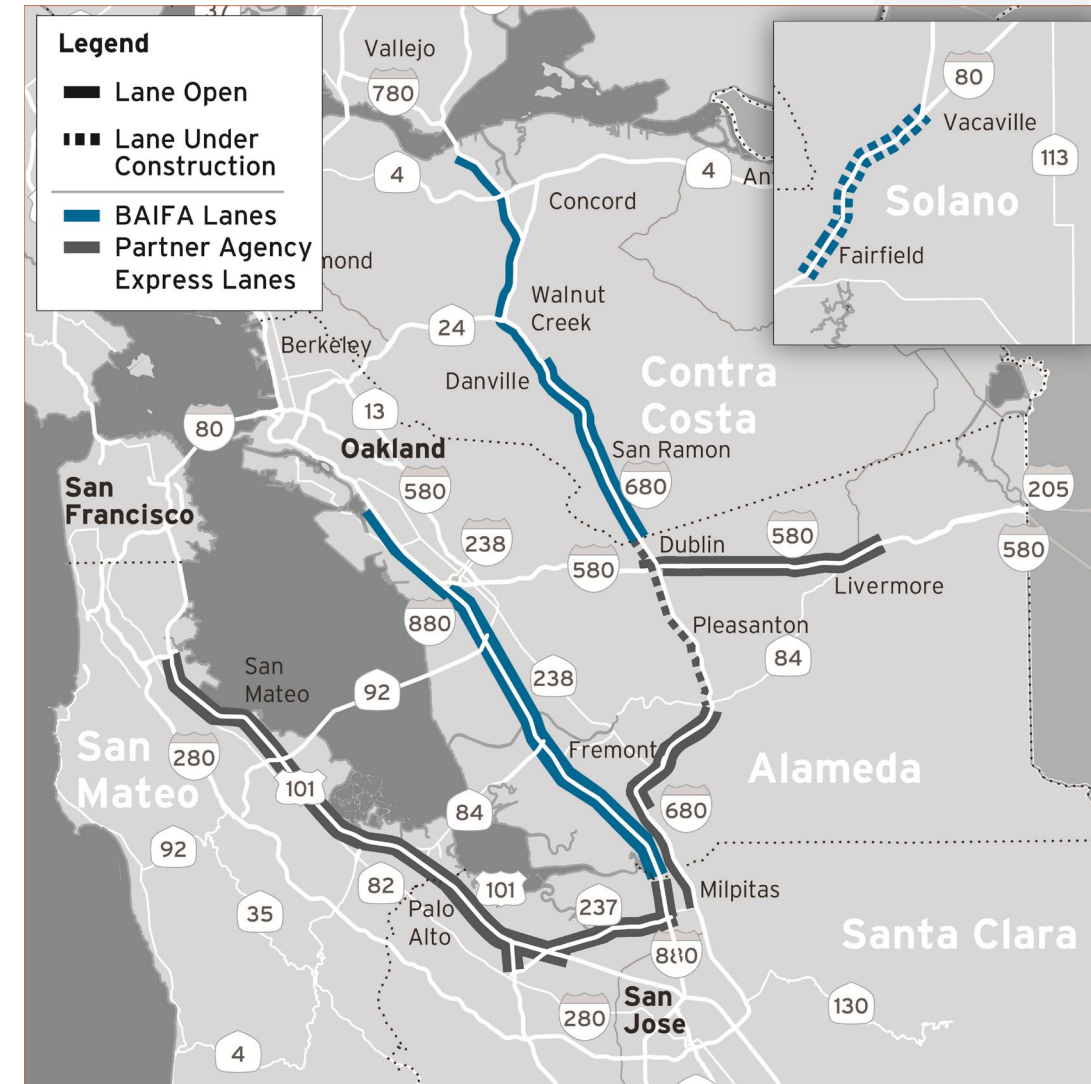 37
Legend
Lane Open
Lane Under
Construction
BAIFA Lanes
Partner Agency
Express Lanes
Vallejo
780
4
4
Concord
mond
Walnut
Creek
24
Berkeley
Danville
Contra
Costa
13
80
Oakland
San Ramon
680
580
San
Francisco
205
238
580
Dublin
580
580
Livermore
880
Pleasanton
84
238
San
Mateo
92
San
Mateo
280
101
Fremont
Alameda
680
84
92
82
101
237
Milpitas
35
Palo
Alto
Santa Clara
880
San
Jose
280
130
4
80
Vacaville
113
Solano
Fairfield